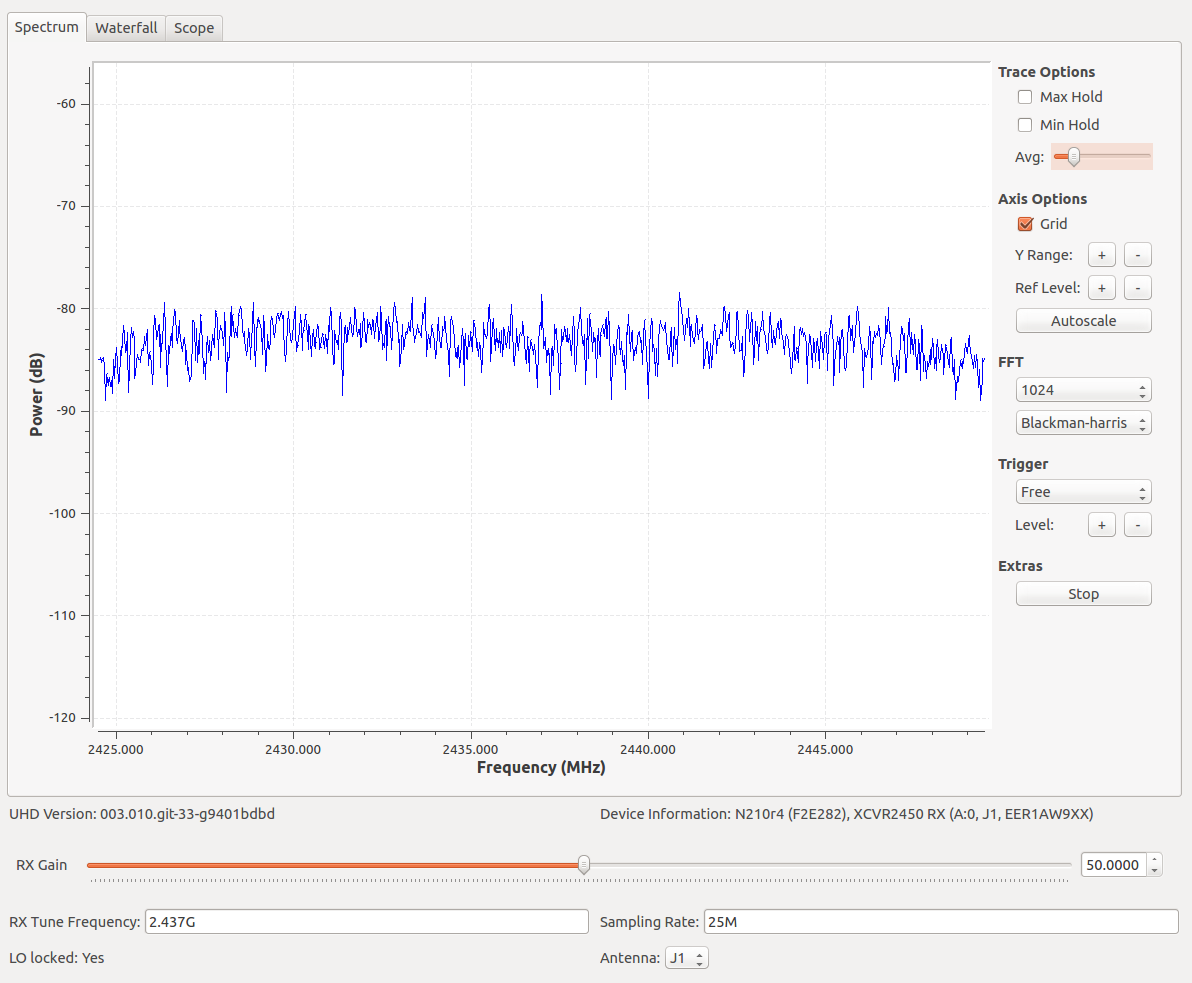 Spectrum Waterfall Scope
Trace Options
Max Hold
Min Hold
Avg:
Axis Options
Grid
Y Range: + -
Ref Level: + -
Autoscale
FFT
1024
Blackman-harris
Trigger
Free
Level: + -
Extras
Stop
Power (dB)
-60
-70
-80
-90
-100
-110
-120
2425.000 2430.000 2435.000 2440.000 2445.000
Frequency (MHz)
UHD Version: 003.010.git-33-g9401bdbd Device Information: N210r4 (F2E282), XCVR2450 RX (A:0, J1, EER1AW9XX)
RX Gain 50.0000
RX Tune Frequency: 2.437G Sampling Rate: 25M
LO locked: Yes Antenna: J1